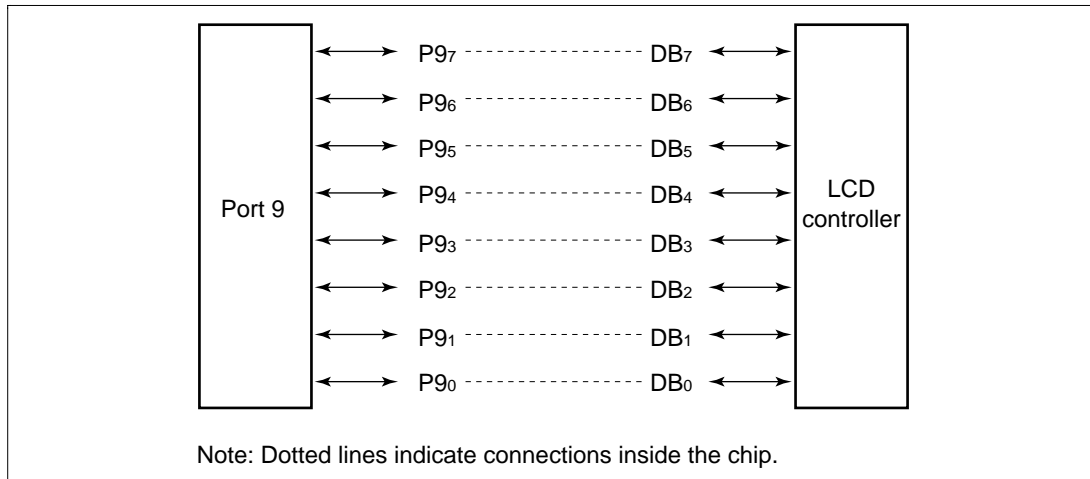 P97 DB7
P96 DB6
P95 DB5
P94 DB4
Port 9
LCD
controller
P93 DB3
P92 DB2
P91 DB1
P90 DB0
Note: Dotted lines indicate connections inside the chip.